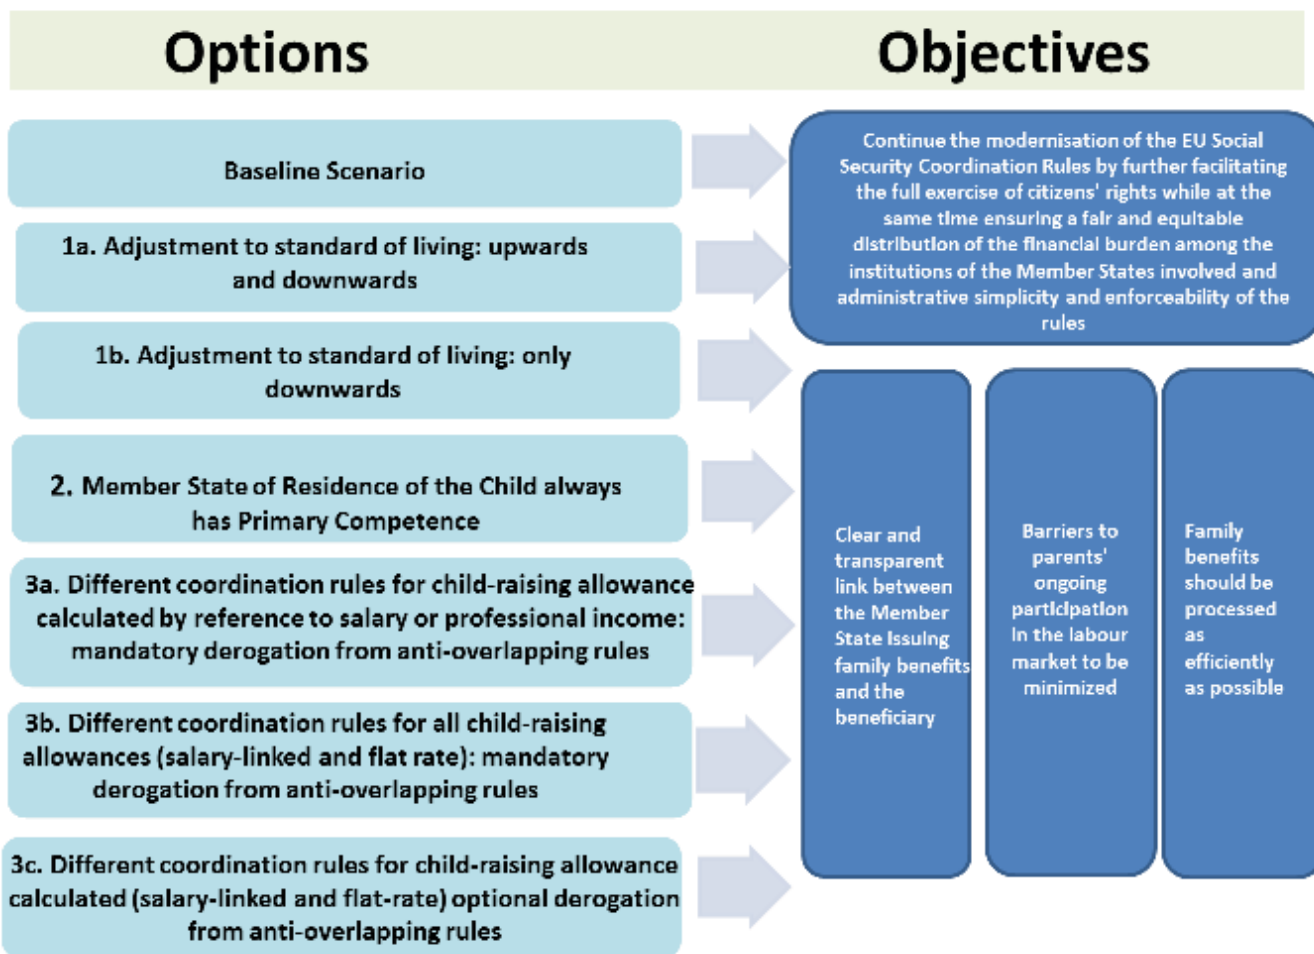 Options
Objectives
Baseline Scenario
1a. Adjustment to standard of living: upwards
and downwards
1b. Adjustment to standard of living: only
downwards
2. Member State of Residence of the Child always
has Primary Competence
3a. Different coordination rules for child-raising allowance
calculated by reference to salary or professional income:
mandatory derogation from anti-overlapping rules
3b. Different coordination rules for all child-raising
allowances (salary-linked and flat rate): mandatory
derogation from anti-overlapping rules
3c. Different coordination rules for child-raising allowance
calculated (salary-linked and flat-rate) optional derogation
from anti-overlapping rules
Continue the modernisation of the EU Social
Security Coordination Rules by further facilitating
the full exercise of citizens' rights while at the
same time ensuring a fair and equitable
distribution of the financial burden among the
institutions of the Member States involved and
administrative simplicity and enforceability of the
rules
Clear and
transparent
link between
the Member
State issuing
family benefits
and the
beneficiary
Barriers to
parents'
ongoing
participation
in the labour
market to be
minimized
Family
benefits
should be
processed
as
efficiently
as possible